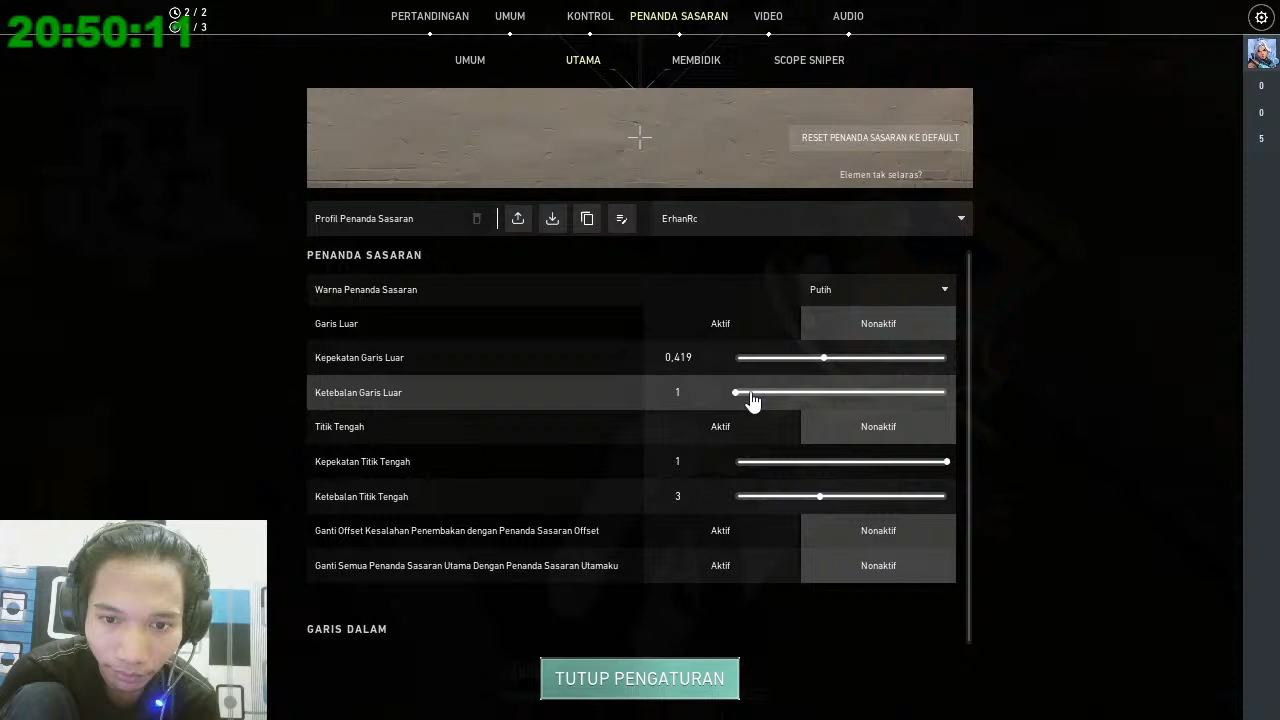 20:50:11
2 / 2
/ 3
PERTANDINGAN UMUM KONTROL PENANDA SASARAN VIDEO AUDIO
UMUM UTAMA MEMBIDIK SCOPE SNIPER
RESET PENANDA SASARAN KE DEFAULT
Elemen tak selaras?
0
0
5
Profil Penanda Sasaran ErhanRc
PENANDA SASARAN
Warna Penanda Sasaran Putih
Garis Luar Aktif Nonaktif
Kepekatan Garis Luar 0,419
Ketebalan Garis Luar 1
Titik Tengah Aktif Nonaktif
Kepekatan Titik Tengah 1
Ketebalan Titik Tengah 3
Ganti Offset Kesalahan Penembakan dengan Penanda Sasaran Offset Aktif Nonaktif
Ganti Semua Penanda Sasaran Utama Dengan Penanda Sasaran Utamaku Aktif Nonaktif
GARIS DALAM
TUTUP PENGATURAN